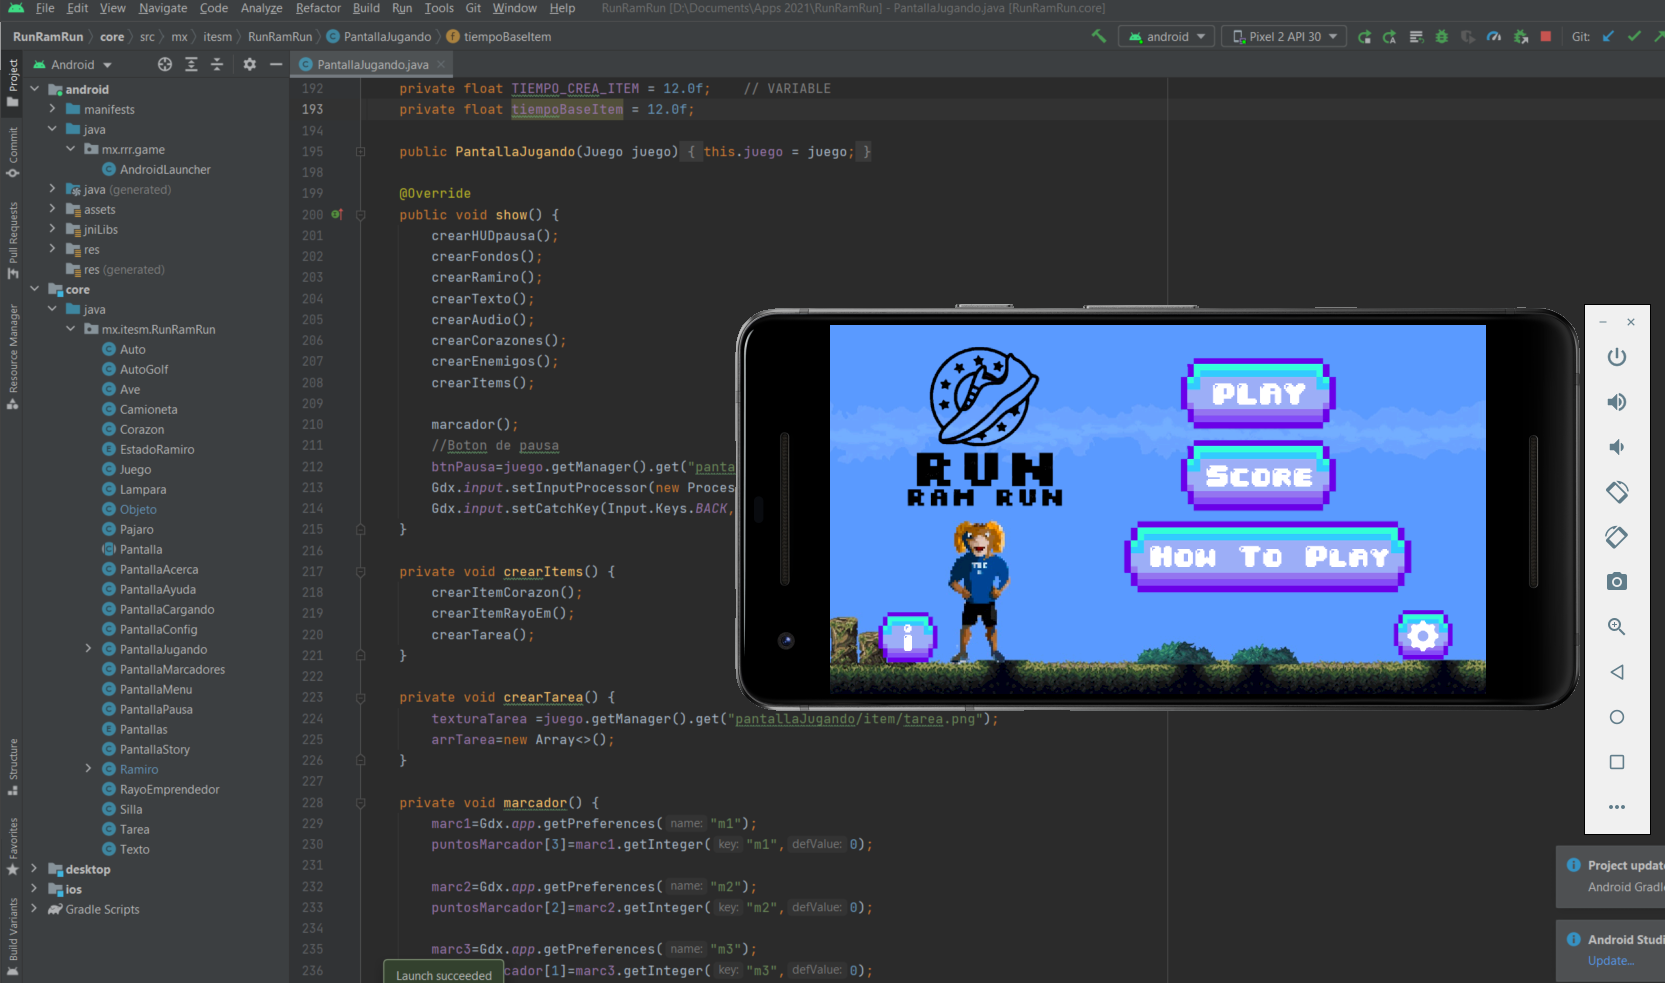 File Edit View Navigate Code Analyze Refactor Build Run Tools Git Window Help RunRamRun [D:\Documents\Apps 2021\RunRamRun] - PantallaJugando.java [RunRamRun.core]
RunRamRun core src mx itesm RunRamRun PantallaJugando tiempoBaseItem android Pixel 2 API 30 Git:
Project
Commit
Pull Requests
Resource Manager
Structure
Favorites
Build Variants
Android
android
manifests
java
mx.rrr.game
AndroidLauncher
java (generated)
assets
jniLibs
res
res (generated)
core
java
mx.itesm.RunRamRun
Auto
AutoGolf
Ave
Camioneta
Corazon
EstadoRamiro
Juego
Lampara
Objeto
Pajaro
Pantalla
PantallaAcerca
PantallaAyuda
PantallaCargando
PantallaConfig
PantallaJugando
PantallaMarcadores
PantallaMenu
PantallaPausa
Pantallas
PantallaStory
Ramiro
RayoEmprendedor
Silla
Tarea
Texto
desktop
ios
Gradle Scripts
PantallaJugando.java
192 private float TIEMPO_CREA_ITEM = 12.0f; // VARIABLE
193 private float tiempoBaseItem = 12.0f;
194
195 public PantallaJugando(Juego juego) { this.juego = juego; }
198
199 @Override
200 public void show() {
201 crearHUDpausa();
202 crearFondos();
203 crearRamiro();
204 crearTexto();
205 crearAudio();
206 crearCorazones();
207 crearEnemigos();
208 crearItems();
209
210 marcador();
211 //Boton de pausa
212 btnPausa=juego.getManager().get("panta
213 Gdx.input.setInputProcessor(new Proces
214 Gdx.input.setCatchKey(Input.Keys.BACK,
215 }
216
217 private void crearItems() {
218 crearItemCorazon();
219 crearItemRayoEm();
220 crearTarea();
221 }
222
223 private void crearTarea() {
224 texturaTarea =juego.getManager().get("pantallaJugando/item/tarea.png");
225 arrTarea=new Array<>();
226 }
227
228 private void marcador() {
229 marc1=Gdx.app.getPreferences( name: "m1");
230 puntosMarcador[3]=marc1.getInteger( key: "m1", defValue: 0);
231
232 marc2=Gdx.app.getPreferences( name: "m2");
233 puntosMarcador[2]=marc2.getInteger( key: "m2", defValue: 0);
234
235 marc3=Gdx.app.getPreferences( name: "m3");
236 cador[1]=marc3.getInteger( key: "m3", defValue: 0);
Launch succeeded
RUN
RAM RUN
PLAY
SCORE
HOW TO PLAY
i
Project update
Android Gradle
Android Studi
Update...